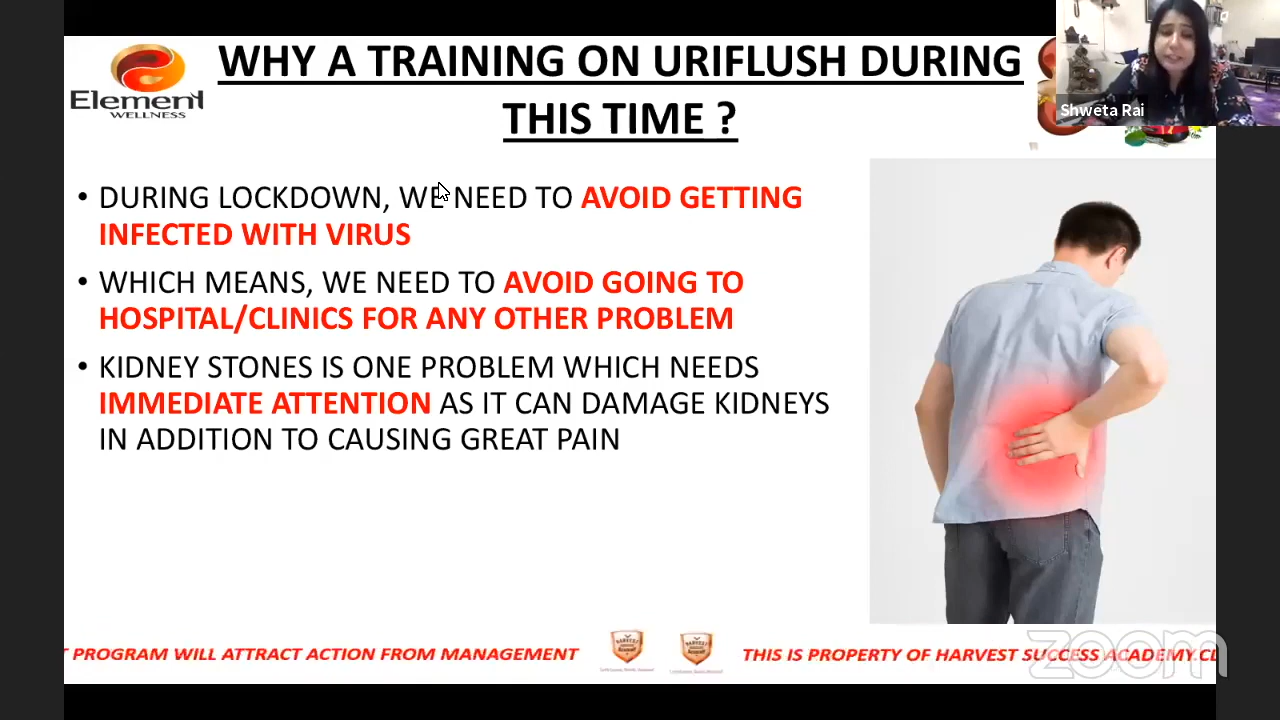 Element
WELLNESS
WHY A TRAINING ON URIFLUSH DURING
THIS TIME ?
Shweta Rai
• DURING LOCKDOWN, WE NEED TO AVOID GETTING
INFECTED WITH VIRUS
• WHICH MEANS, WE NEED TO AVOID GOING TO
HOSPITAL/CLINICS FOR ANY OTHER PROBLEM
• KIDNEY STONES IS ONE PROBLEM WHICH NEEDS
IMMEDIATE ATTENTION AS IT CAN DAMAGE KIDNEYS
IN ADDITION TO CAUSING GREAT PAIN
zoom
PROGRAM WILL ATTRACT ACTION FROM MANAGEMENT
HARVEST
THIS IS PROPERTY OF HARVEST SUCCESS ACADEMY.CL